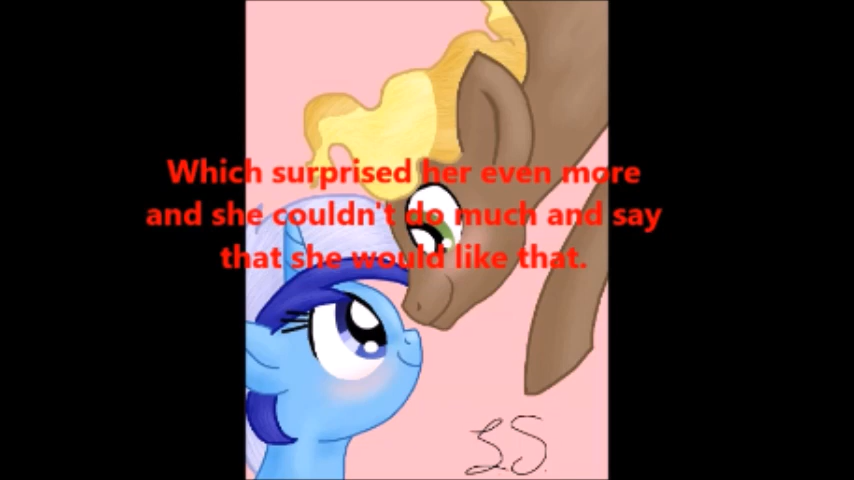 Which surprised her even more
and she couldn't do much and say
that she would like that.